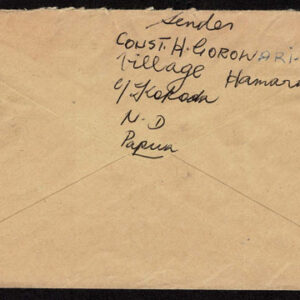 Sender
CONST. H. GOROWARI-
Village Hamara
c/ Kokoda
N-D
Papua